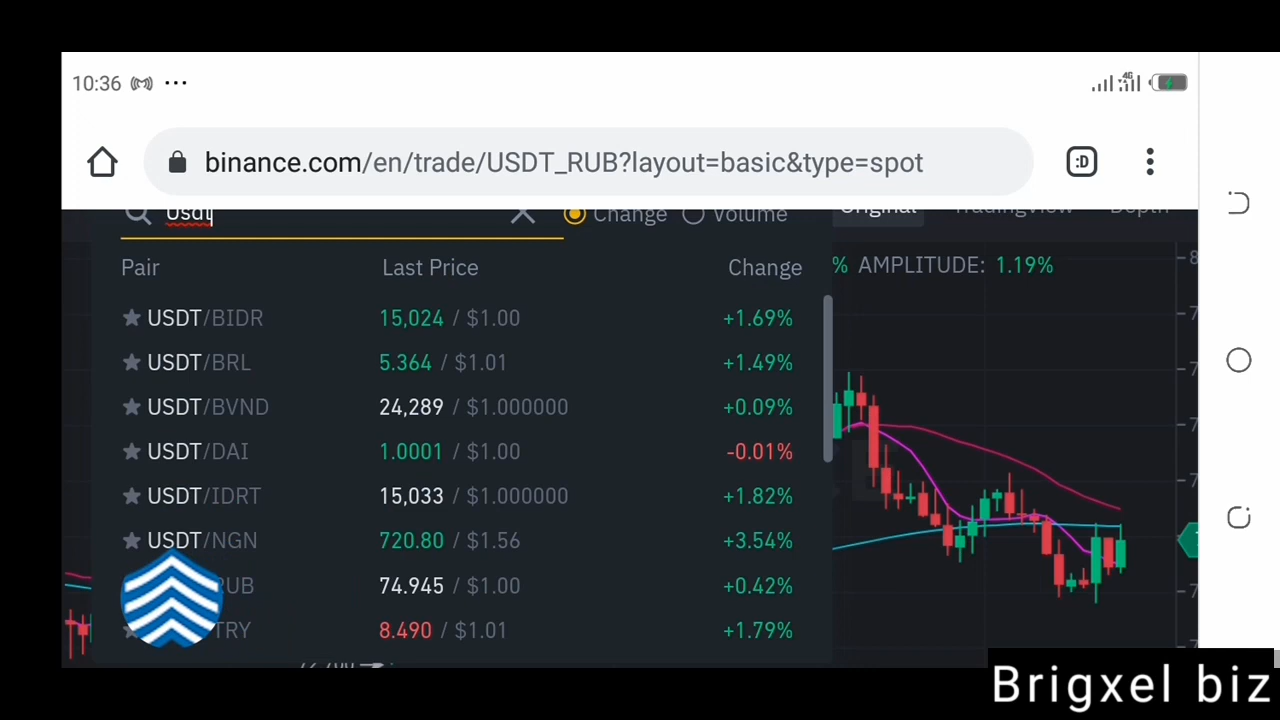 10:36
4G
binance.com/en/trade/USDT_RUB?layout=basic&type=spot
:D
Usdt
Change
Volume
Original
TradingView
Depth
Pair Last Price Change
% AMPLITUDE: 1.19%
USDT/BIDR 15,024 / $1.00 +1.69%
USDT/BRL 5.364 / $1.01 +1.49%
USDT/BVND 24,289 / $1.000000 +0.09%
USDT/DAI 1.0001 / $1.00 -0.01%
USDT/IDRT 15,033 / $1.000000 +1.82%
USDT/NGN 720.80 / $1.56 +3.54%
RUB 74.945 / $1.00 +0.42%
TRY 8.490 / $1.01 +1.79%
Brigxel biz